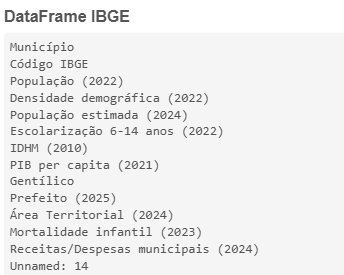 DataFrame IBGE
Município
Código IBGE
População (2022)
Densidade demográfica (2022)
População estimada (2024)
Escolarização 6-14 anos (2022)
IDHM (2010)
PIB per capita (2021)
Gentílico
Prefeito (2025)
Área Territorial (2024)
Mortalidade infantil (2023)
Receitas/Despesas municipais (2024)
Unnamed: 14